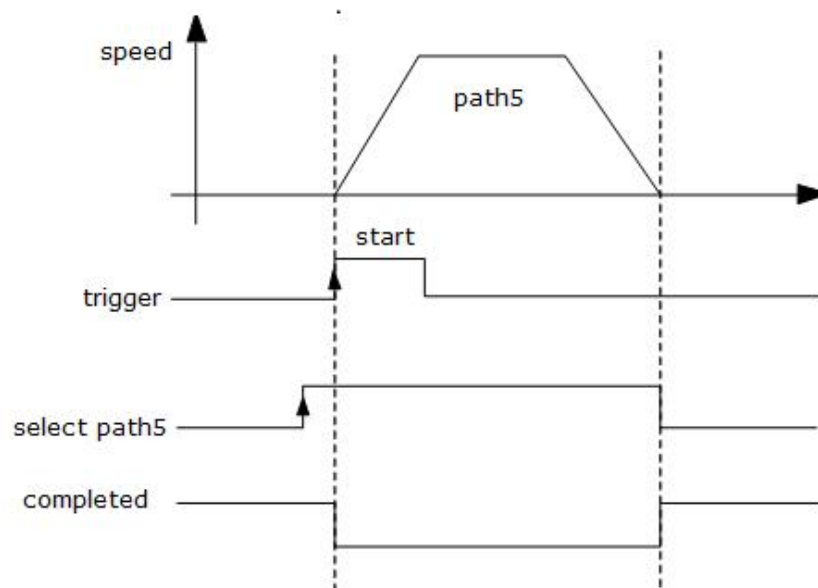 speed
path5
start
trigger
select path5
completed